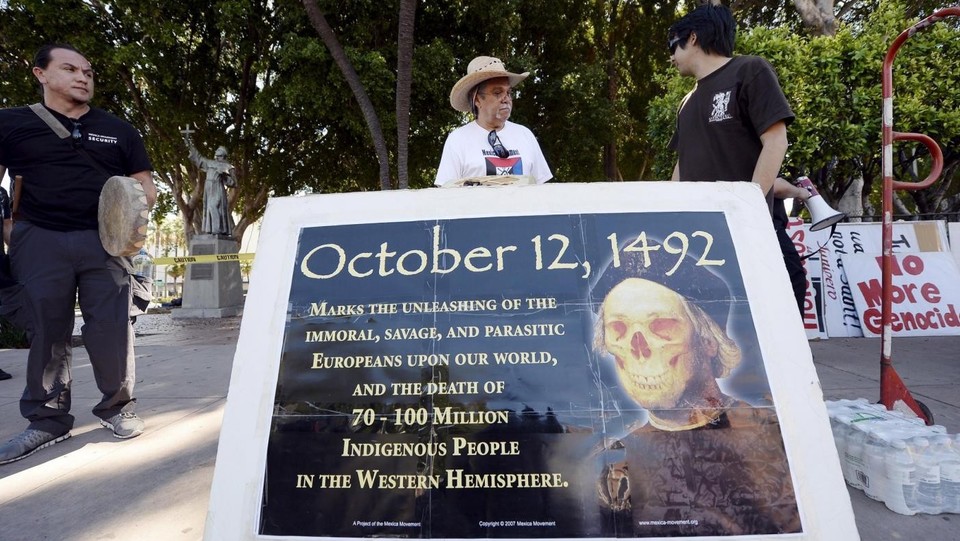 October 12, 1492
Marks the unleashing of the
immoral, savage, and parasitic
Europeans upon our world,
and the death of
70 - 100 Million
Indigenous People
in the Western Hemisphere.
A Project of the Mexica Movement
Copyright © 2007 Mexica Movement
www.mexica-movement.org
SECURITY
CAUTION
No
More
Genocide
not a
Saint!